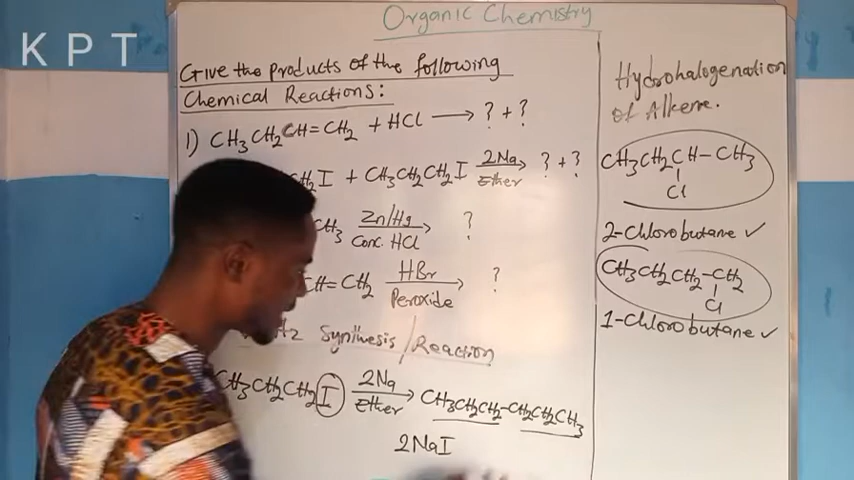 KPT
Organic Chemistry
Give the products of the following
Chemical Reactions:
1) CH3CH2CH=CH2 + HCl → ? + ?
I + CH3CH2CH2I 2Na Ether → ? + ?
CH3 Zn/Hg Conc. HCl → ?
CH=CH2 HBr Peroxide → ?
Synthesis/Reaction
CH3CH2CH2I 2Na Ether → CH3CH2CH2-CH2CH2CH3
2NaI
Hydrohalogenation
of Alkene.
CH3CH2CH-CH3
Cl
2-Chlorobutane ✓
CH3CH2CH2-CH2
Cl
1-Chlorobutane ✓